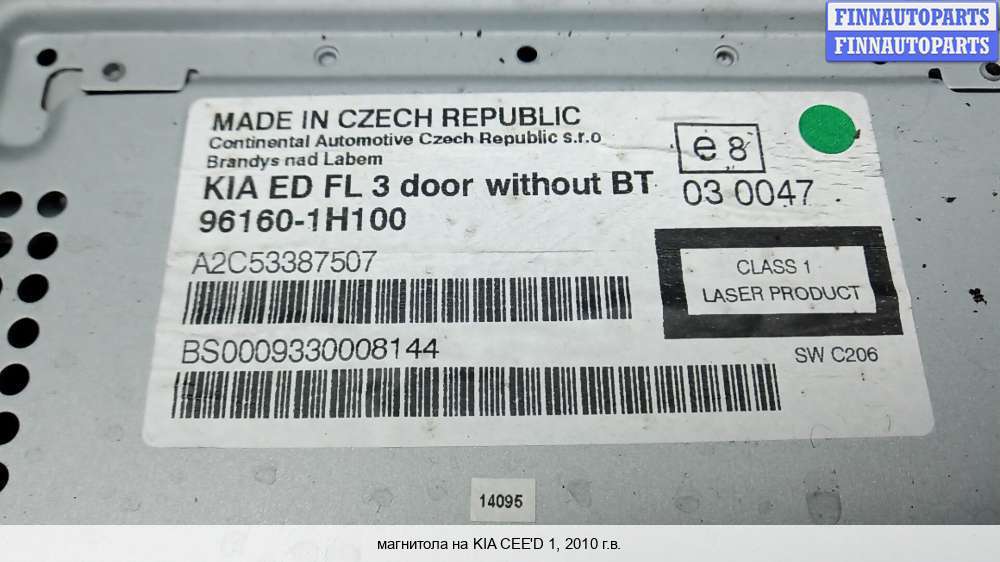 FINNAUTOPARTS
FINNAUTOPARTS
MADE IN CZECH REPUBLIC
Continental Automotive Czech Republic s.r.o
Brandys nad Labem
KIA ED FL 3 door without BT
96160-1H100
e8
03 0047
A2C53387507
CLASS 1
LASER PRODUCT
BS0009330008144
SW C206
14095
магнитола на KIA CEE'D 1, 2010 г.в.